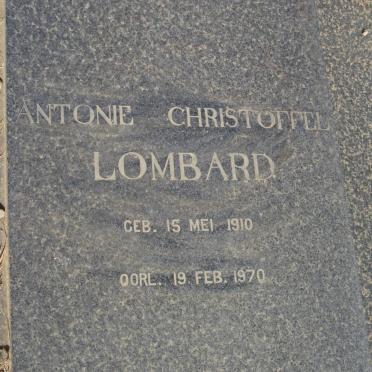 ANTONIE CHRISTOFFEL
LOMBARD
GEB. 15 MEI 1910
OORL. 19 FEB. 1970